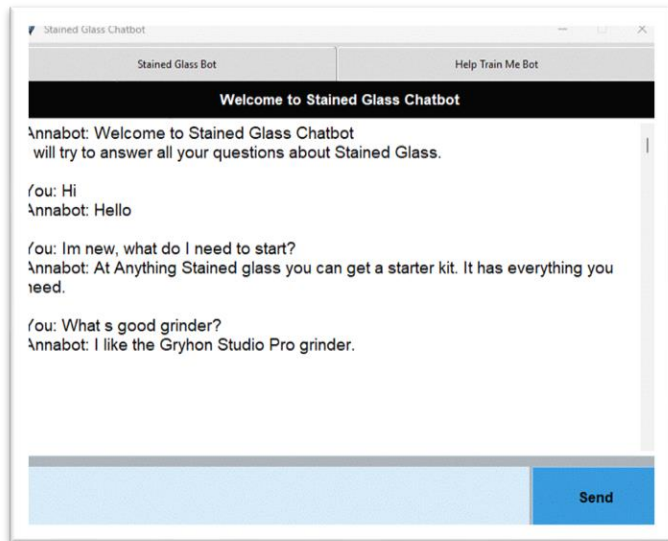 Stained Glass Chatbot
Stained Glass Bot
Help Train Me Bot
Welcome to Stained Glass Chatbot
Annabot: Welcome to Stained Glass Chatbot
will try to answer all your questions about Stained Glass.
You: Hi
Annabot: Hello
You: Im new, what do I need to start?
Annabot: At Anything Stained glass you can get a starter kit. It has everything you
need.
You: What s good grinder?
Annabot: I like the Gryhon Studio Pro grinder.
Send